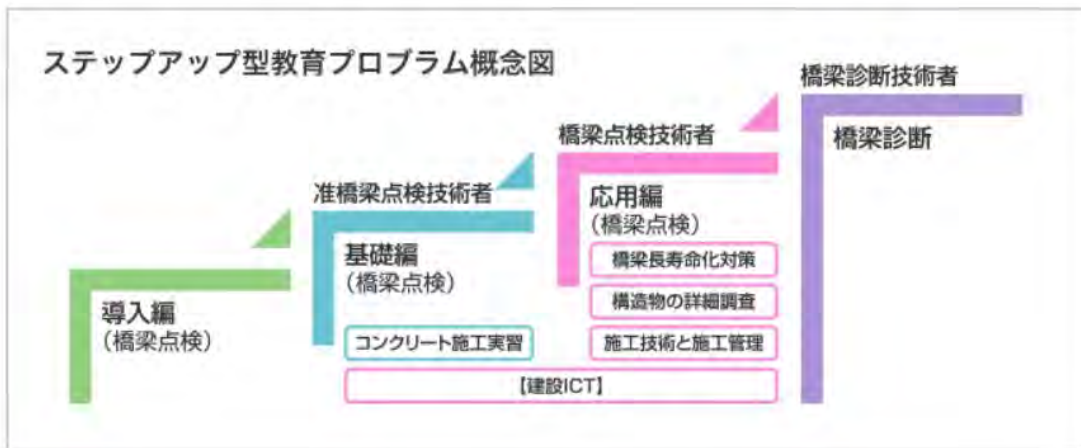 ステップアップ型教育プロブラム概念図
導入編
(橋梁点検)
准橋梁点検技術者
基礎編
(橋梁点検)
コンクリート施工実習
橋梁点検技術者
応用編
(橋梁点検)
橋梁長寿命化対策
構造物の詳細調査
施工技術と施工管理
【建設ICT】
橋梁診断技術者
橋梁診断